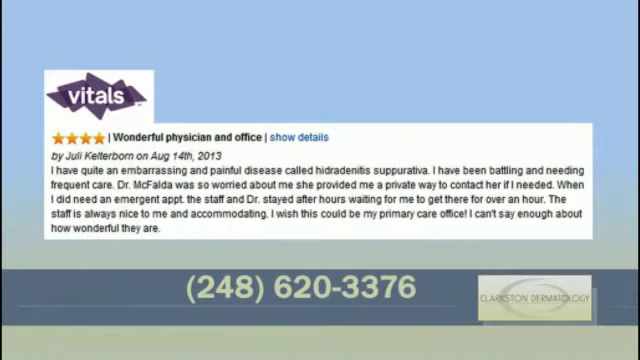 vitals
| Wonderful physician and office | show details
by Juli Kelterborn on Aug 14th, 2013
I have quite an embarrassing and painful disease called hidradenitis suppurativa. I have been battling and needing
frequent care. Dr. McFalda was so worried about me she provided me a private way to contact her if I needed. When
I did need an emergent appt. the staff and Dr. stayed after hours waiting for me to get there for over an hour. The
staff is always nice to me and accommodating. I wish this could be my primary care office! I can't say enough about
how wonderful they are.
(248) 620-3376
CLARKSTON DERMATOLOGY